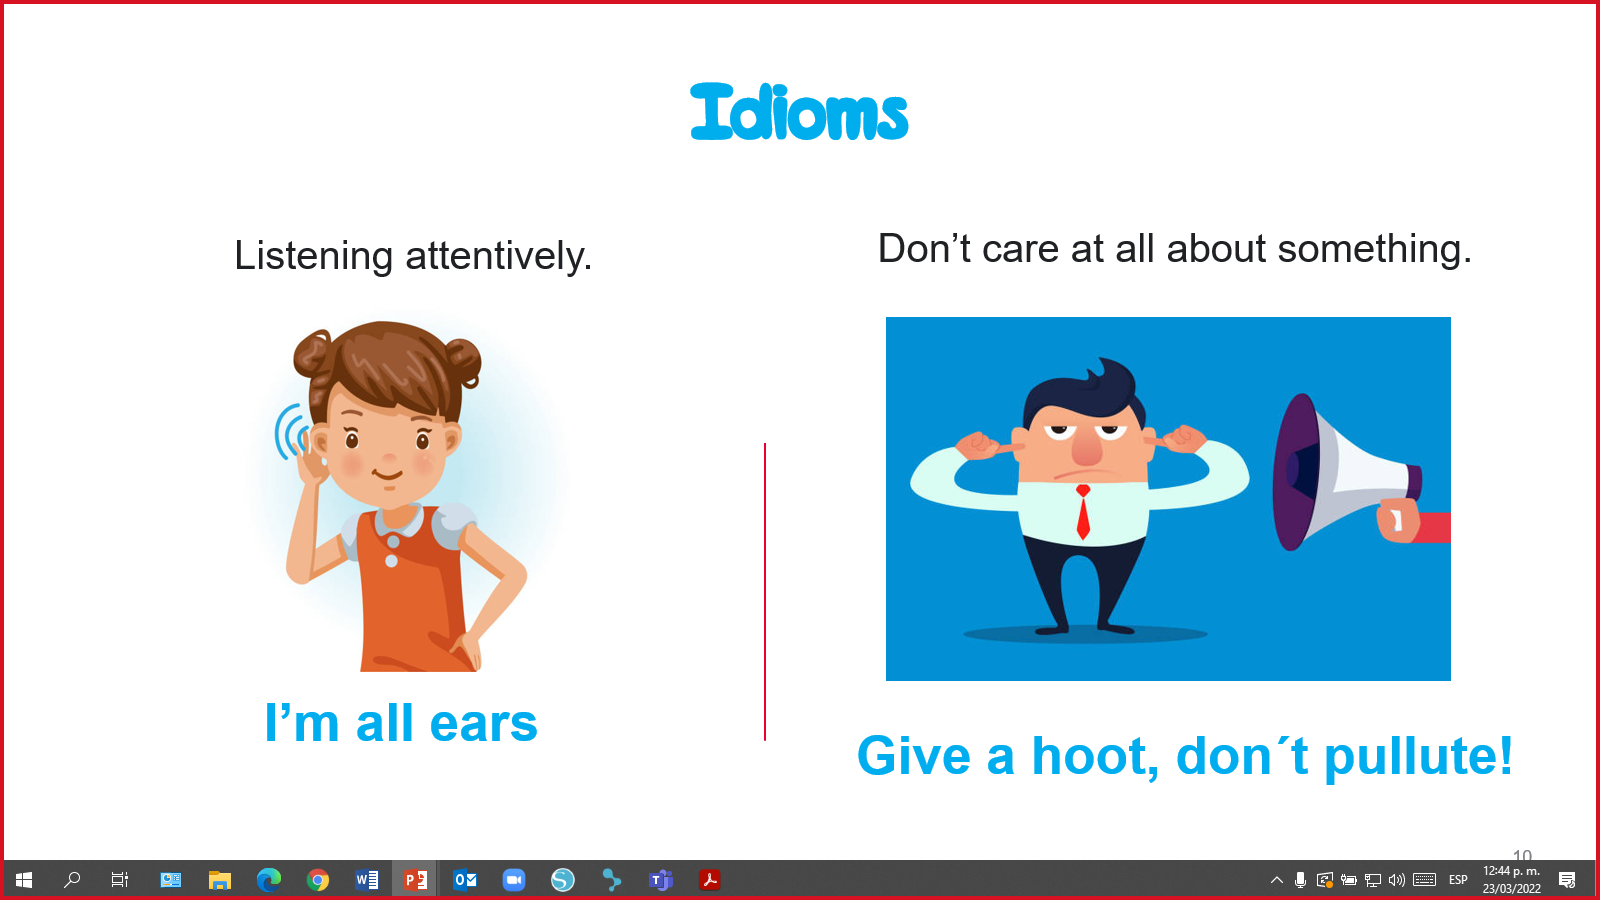 Idioms
Listening attentively.
Don’t care at all about something.
I’m all ears
Give a hoot, don´t pullute!
10
ESP
12:44 p. m.
23/03/2022